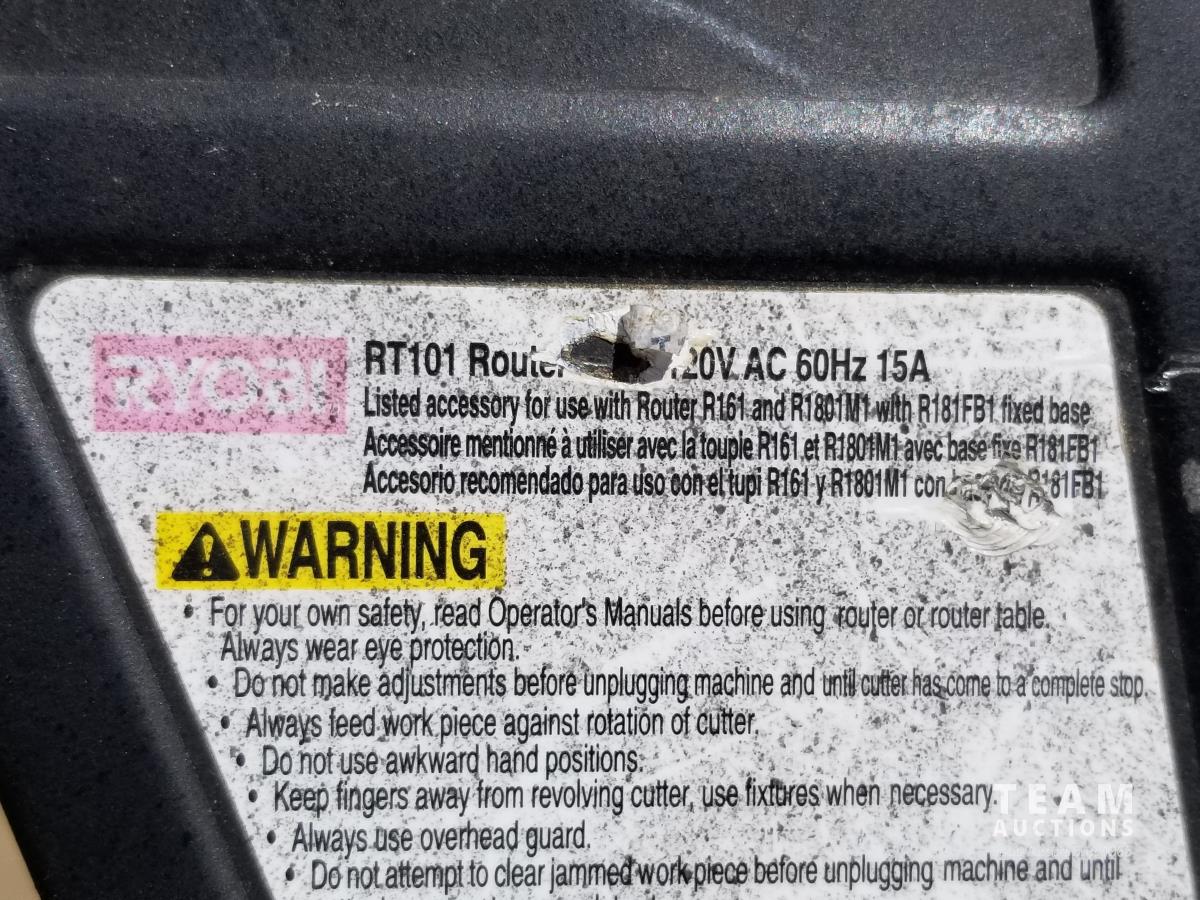 RYOBI
RT101 Router 120V AC 60Hz 15A
Listed accessory for use with Router R161 and R1801M1 with R181FB1 fixed base
Accessoire mentionné à utiliser avec la touple R161 et R1801M1 avec base fixe R181FB1
Accesorio recomendado para uso con el tupi R161 y R1801M1 con R181FB1
WARNING
• For your own safety, read Operator's Manuals before using router or router table.
Always wear eye protection.
• Do not make adjustments before unplugging machine and until cutter has come to a complete stop.
• Always feed work piece against rotation of cutter.
• Do not use awkward hand positions.
• Keep fingers away from revolving cutter, use fixtures when necessary.
• Always use overhead guard.
• Do not attempt to clear jammed work piece before unplugging machine and until
TEAM
AUCTIONS